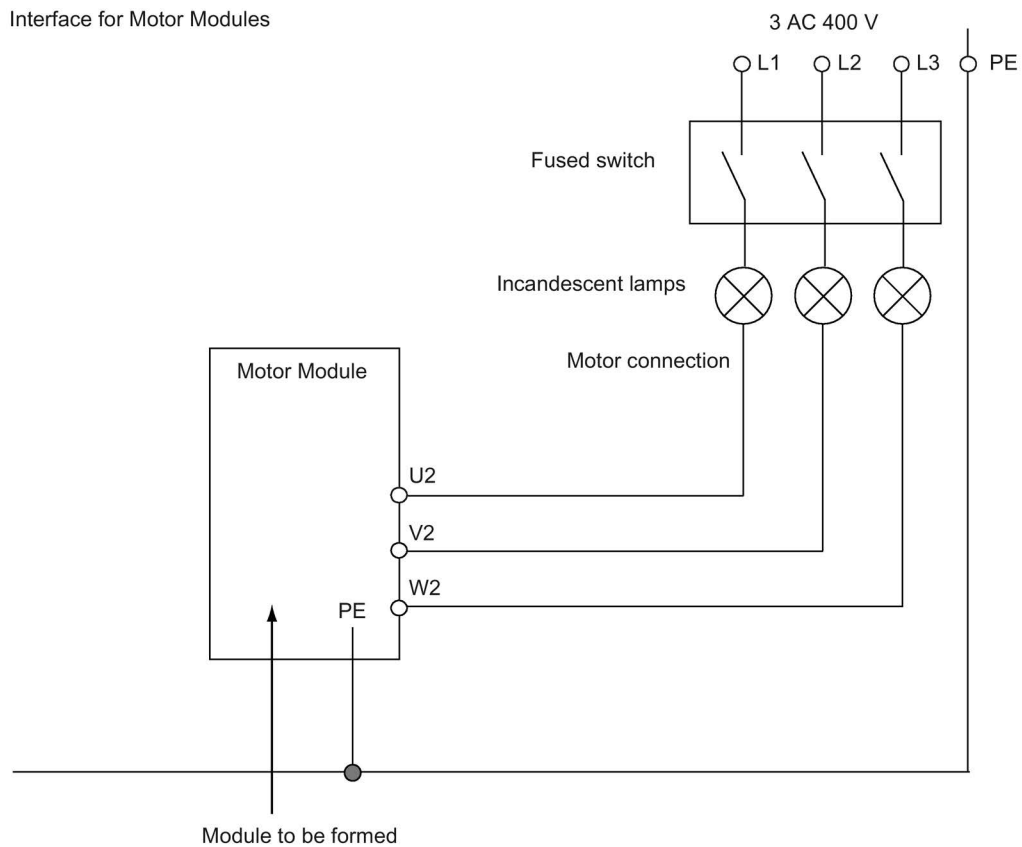 Interface for Motor Modules
3 AC 400 V
L1 L2 L3 PE
Fused switch
Incandescent lamps
Motor connection
Motor Module
U2
V2
W2
PE
Module to be formed